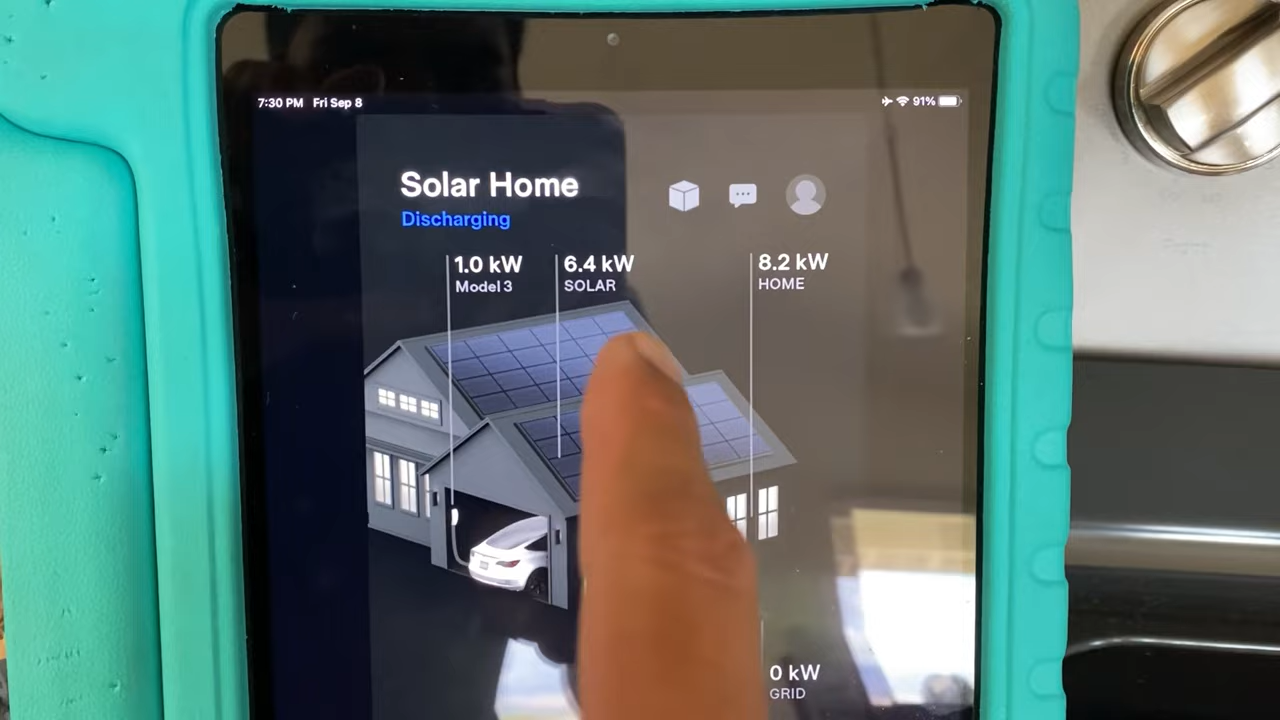 7:30 PM Fri Sep 8
91%
Solar Home
Discharging
1.0 kW
Model 3
6.4 kW
SOLAR
8.2 kW
HOME
0 kW
GRID